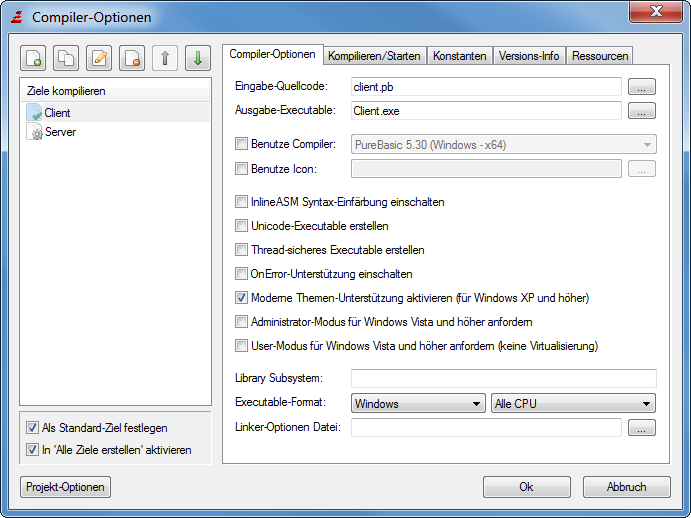 Compiler-Optionen
Ziele kompilieren
Client
Server
Als Standard-Ziel festlegen
In 'Alle Ziele erstellen' aktivieren
Compiler-Optionen
Kompilieren/Starten
Konstanten
Versions-Info
Ressourcen
Eingabe-Quellcode: client.pb ...
Ausgabe-Executable: Client.exe ...
Benutze Compiler: PureBasic 5.30 (Windows - x64)
Benutze Icon: ...
InlineASM Syntax-Einfärbung einschalten
Unicode-Executable erstellen
Thread-sicheres Executable erstellen
OnError-Unterstützung einschalten
Moderne Themen-Unterstützung aktivieren (für Windows XP und höher)
Administrator-Modus für Windows Vista und höher anfordern
User-Modus für Windows Vista und höher anfordern (keine Virtualisierung)
Library Subsystem:
Executable-Format: Windows Alle CPU
Linker-Optionen Datei: ...
Projekt-Optionen
Ok
Abbruch